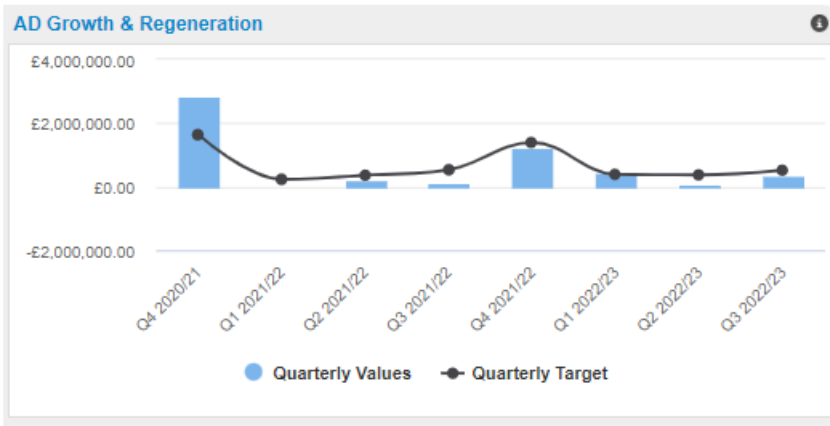 AD Growth & Regeneration
£4,000,000.00
£2,000,000.00
£0.00
-£2,000,000.00
Q4 2020/21
Q1 2021/22
Q2 2021/22
Q3 2021/22
Q4 2021/22
Q1 2022/23
Q2 2022/23
Q3 2022/23
Quarterly Values
Quarterly Target